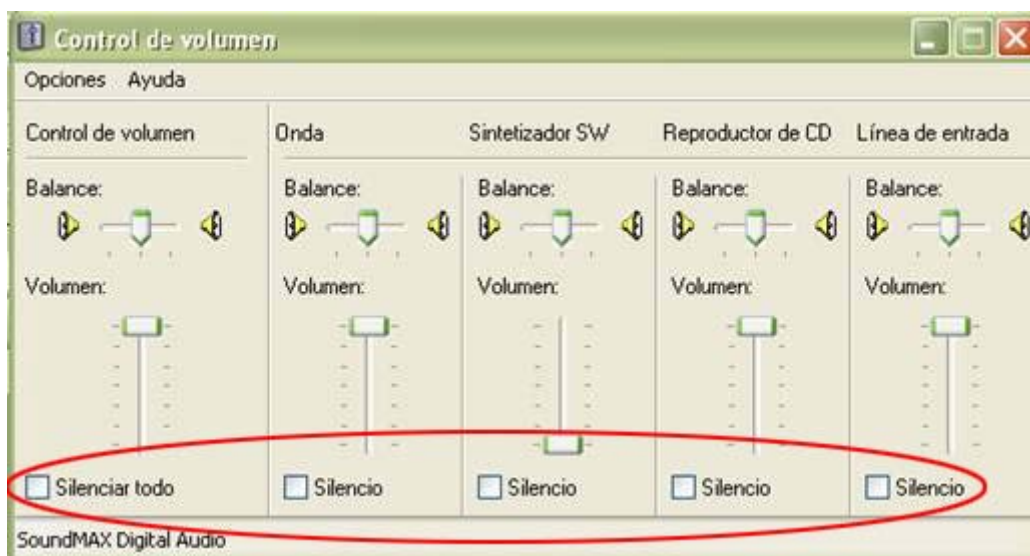 Control de volumen
Opciones Ayuda
Control de volumen Onda Sintetizador SW Reproductor de CD Línea de entrada
Balance: Balance: Balance: Balance: Balance:
Volumen: Volumen: Volumen: Volumen: Volumen:
Silenciar todo Silencio Silencio Silencio Silencio
SoundMAX Digital Audio